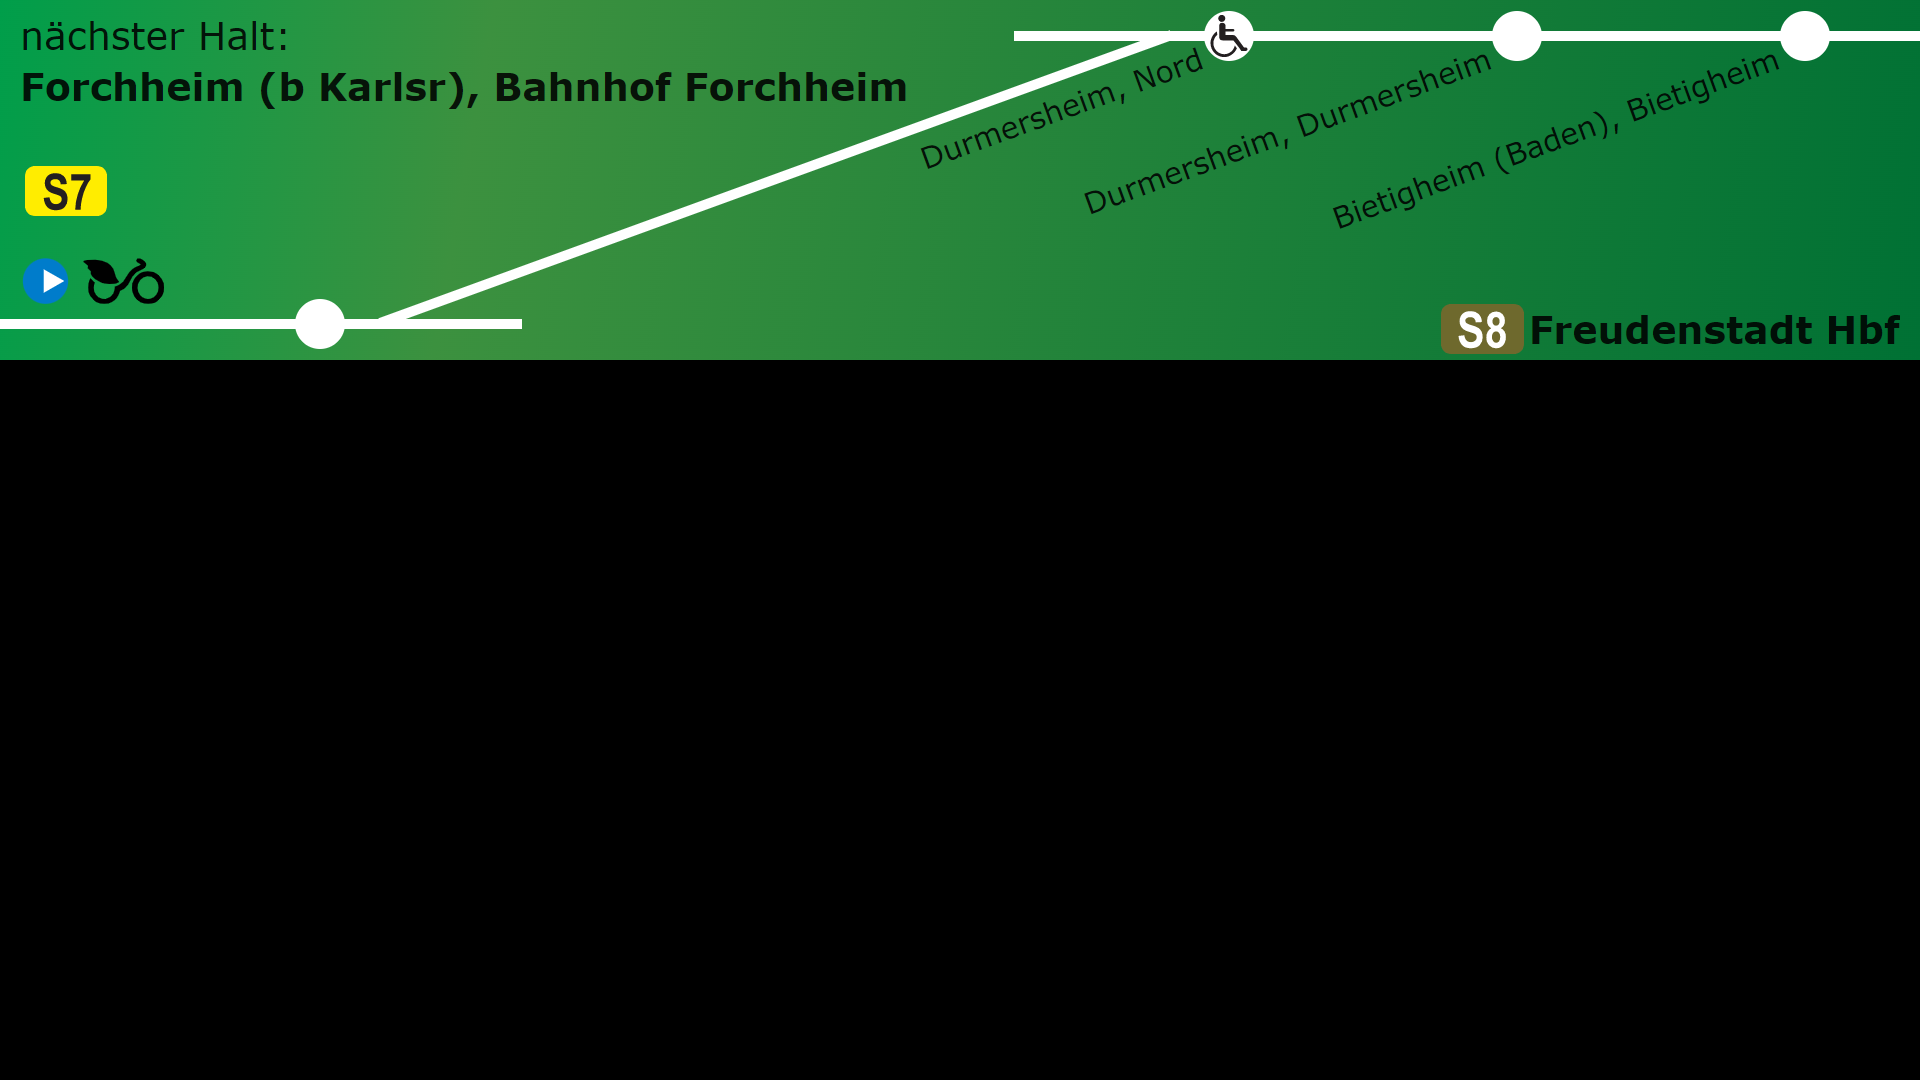 nächster Halt:
Forchheim (b Karlsr), Bahnhof Forchheim
S7
Durmersheim, Nord
Durmersheim, Durmersheim
Bietigheim (Baden), Bietigheim
S8 Freudenstadt Hbf